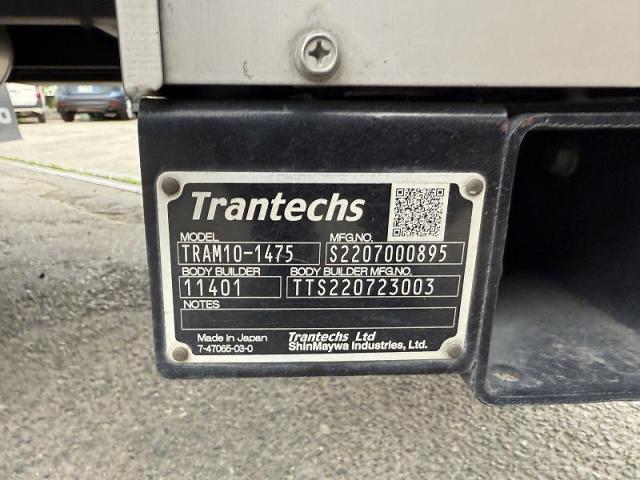 Trantechs
MODEL MFG.NO.
TRAM10-1475 S2207000895
BODY BUILDER BODY BUILDER MFG.NO.
11401 TTS220723003
NOTES
Made in Japan Trantechs Ltd
7-47065-03-0 ShinMaywa Industries, Ltd.